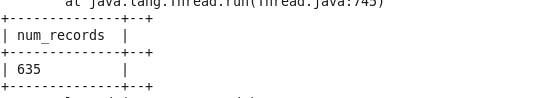 at java.lang.Thread.run(Thread.java:745)
+--------------+--+
| num_records  |
+--------------+--+
| 635          |
+--------------+--+